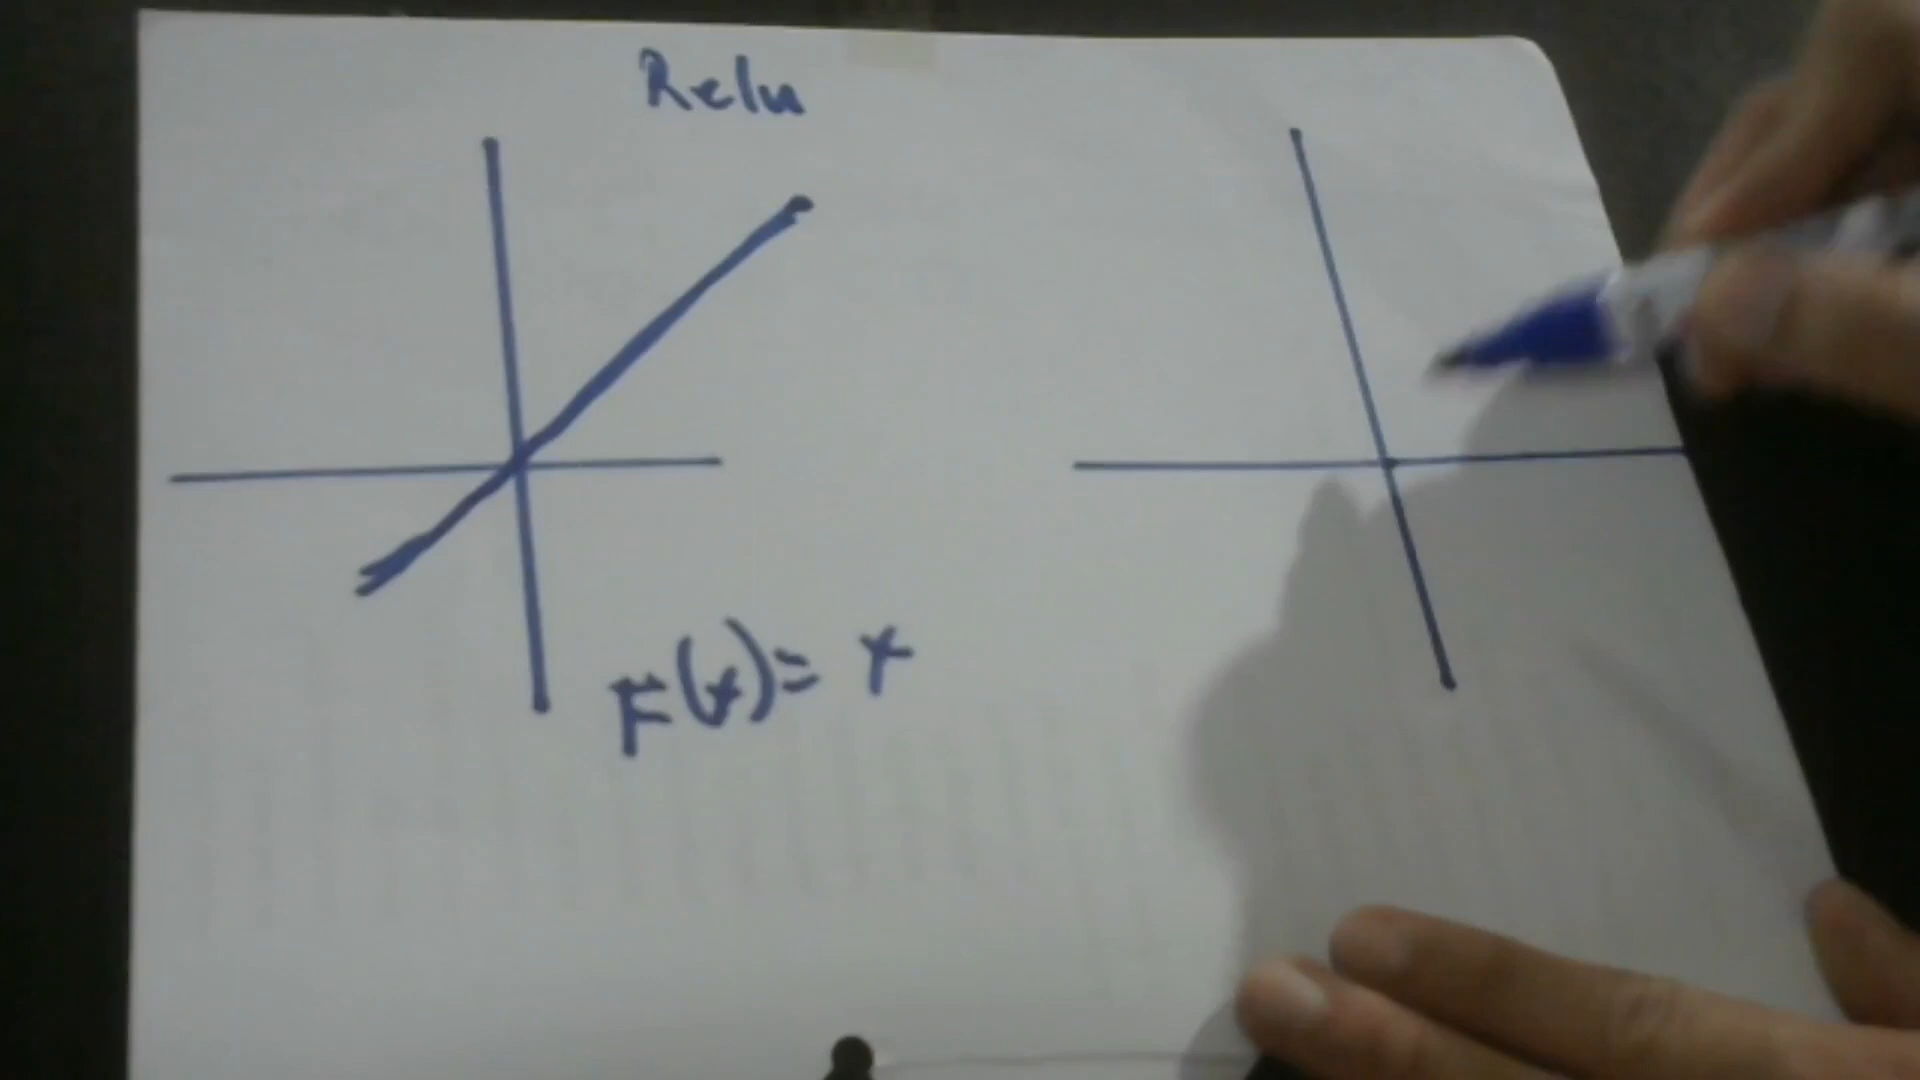 Relu
F(x)= x